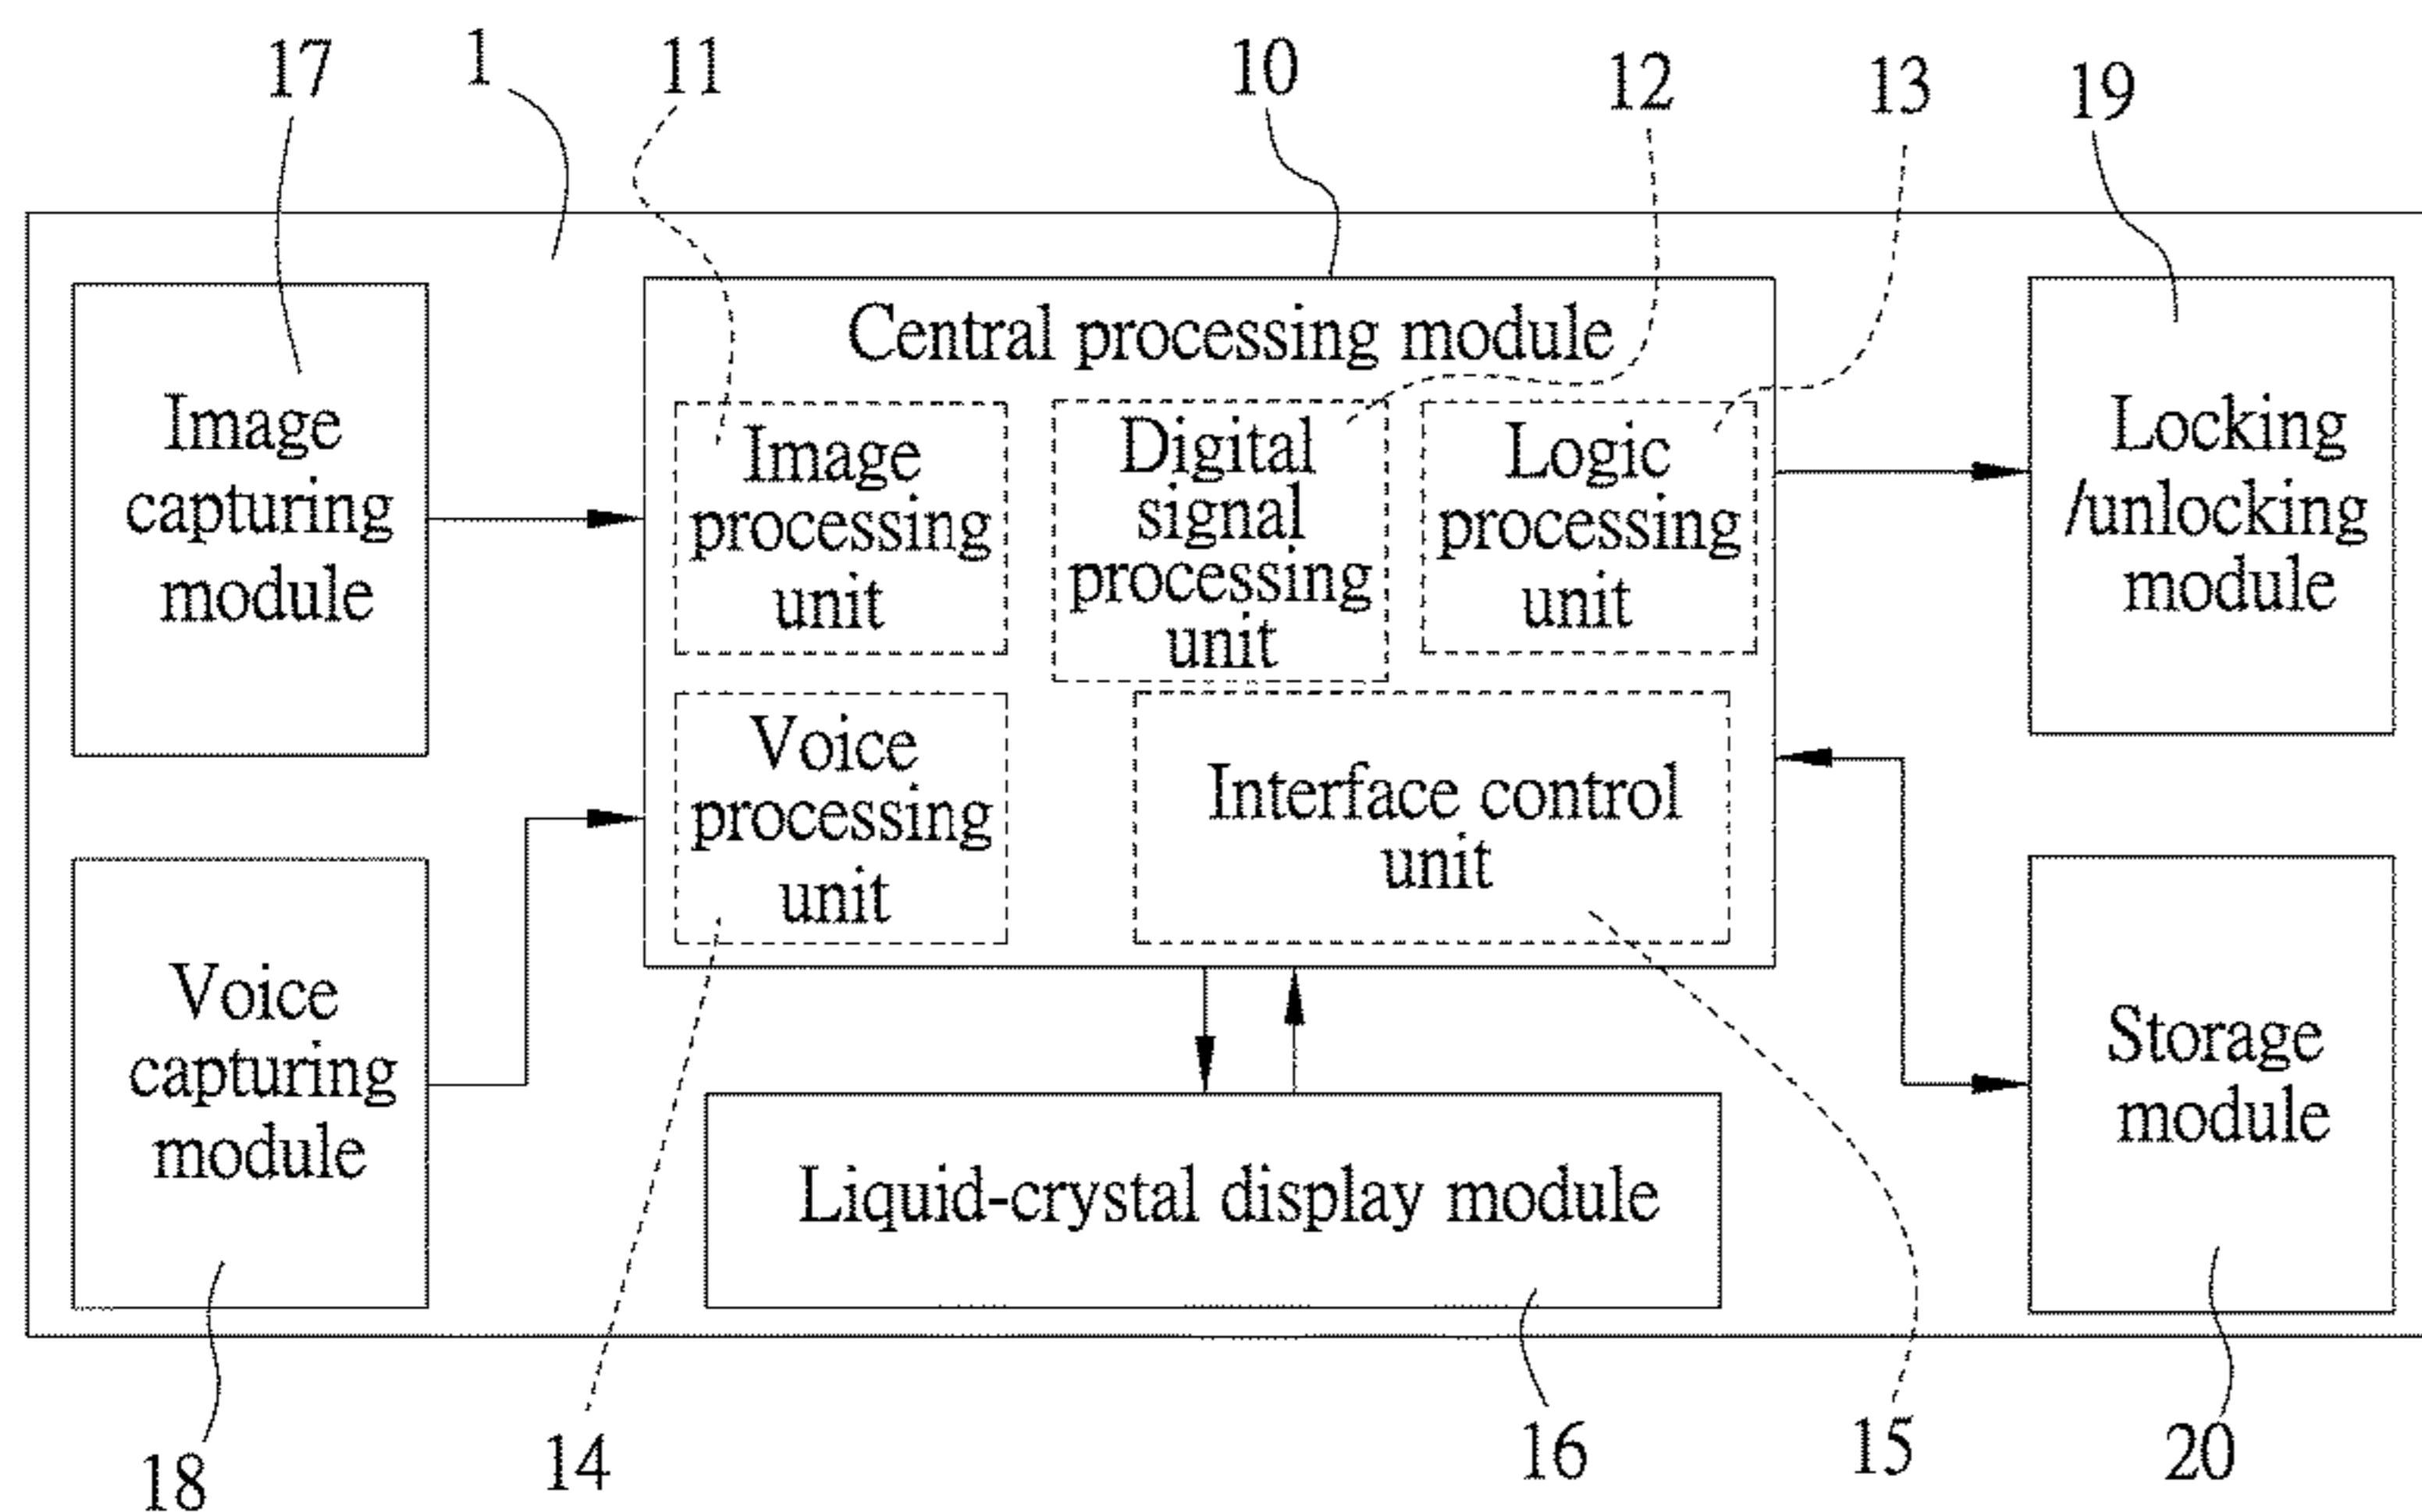 17
1
11
10
12
13
19
Central processing module
Image
capturing
module
Image
processing
unit
Digital
signal
processing
unit
Logic
processing
unit
Locking
/unlocking
module
Voice
processing
unit
Interface control
unit
Voice
capturing
module
Liquid-crystal display module
Storage
module
18
14
16
15
20